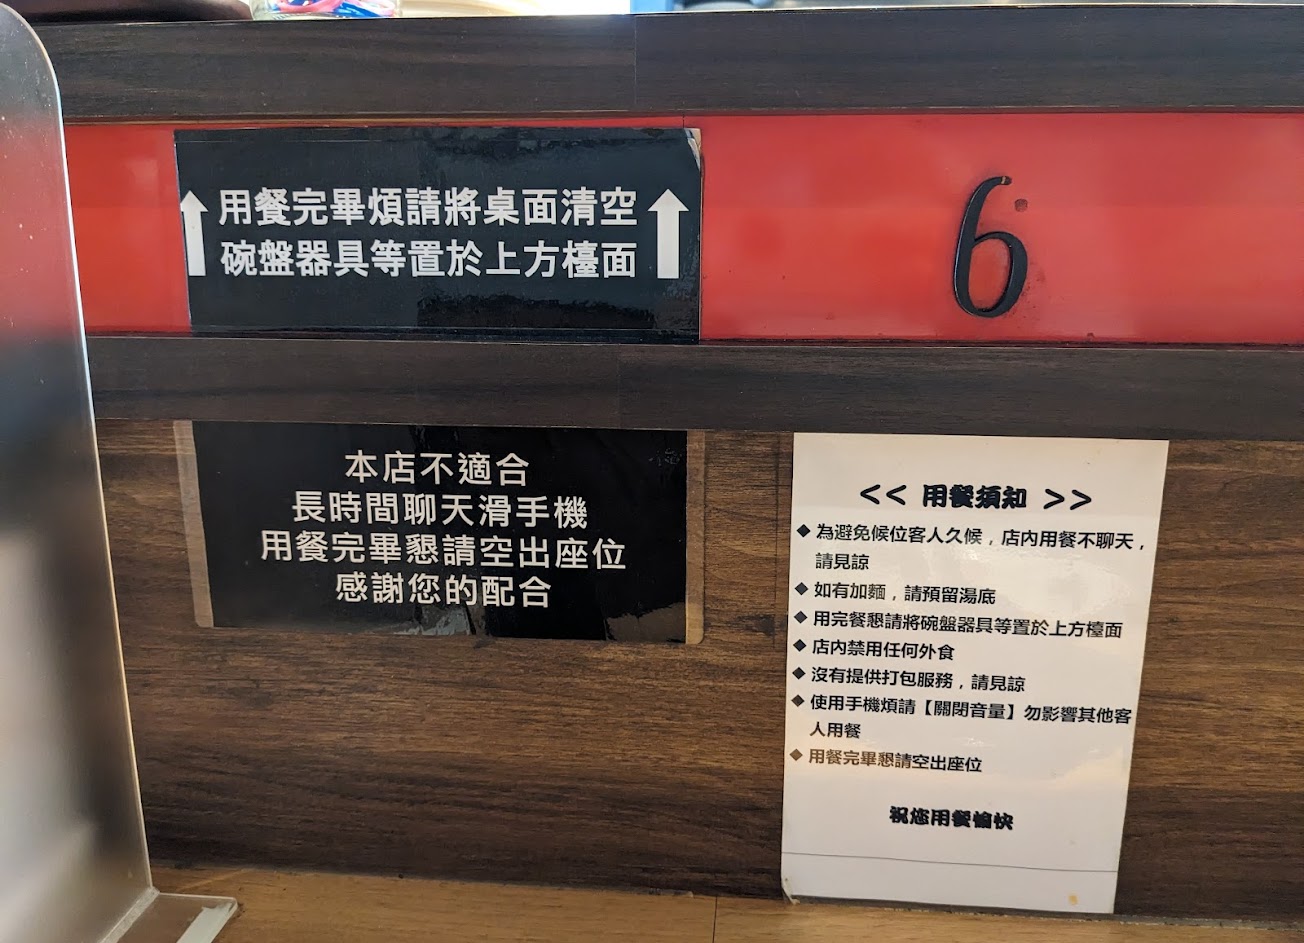 用餐完畢煩請將桌面清空
碗盤器具等置於上方檯面
6
本店不適合
長時間聊天滑手機
用餐完畢懇請空出座位
感謝您的配合
<< 用餐須知 >>
◆ 為避免候位客人久候，店內用餐不聊天，
請見諒
◆ 如有加麵，請預留湯底
◆ 用完餐懇請將碗盤器具等置於上方檯面
◆ 店內禁用任何外食
◆ 沒有提供打包服務，請見諒
◆ 使用手機煩請【關閉音量】勿影響其他客
人用餐
◆ 用餐完畢懇請空出座位
祝您用餐愉快